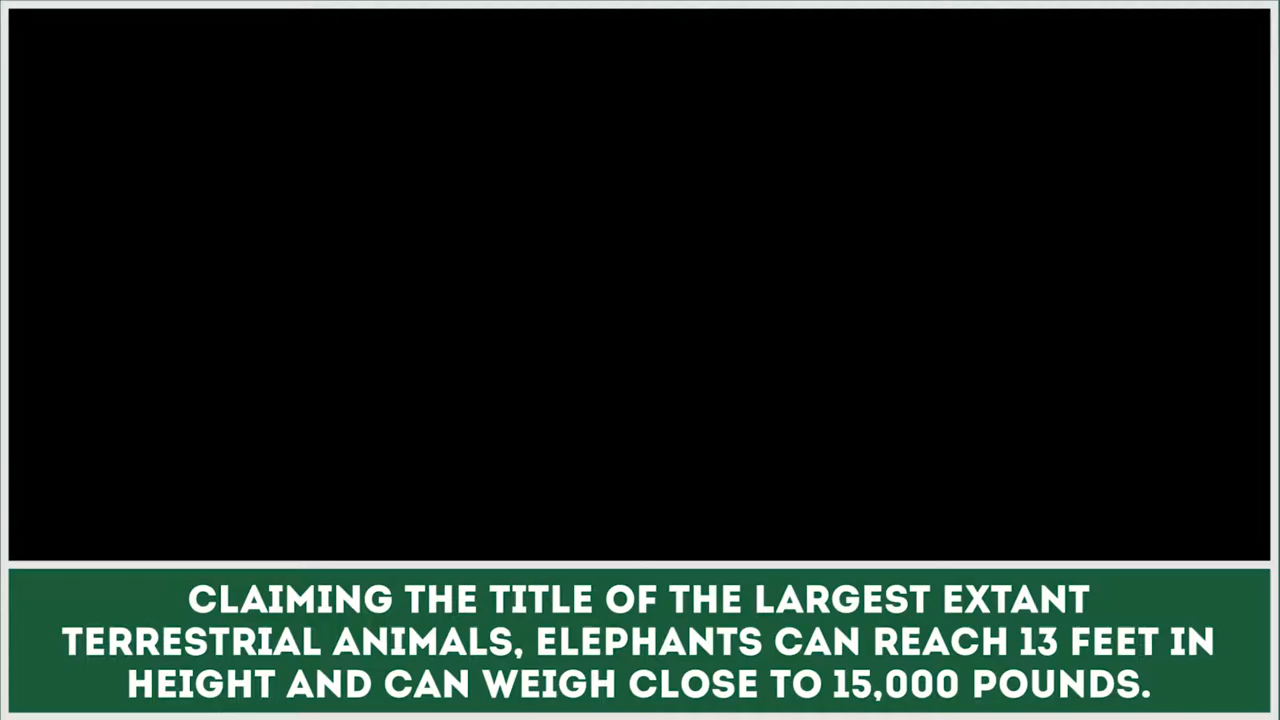 CLAIMING THE TITLE OF THE LARGEST EXTANT
TERRESTRIAL ANIMALS, ELEPHANTS CAN REACH 13 FEET IN
HEIGHT AND CAN WEIGH CLOSE TO 15,000 POUNDS.